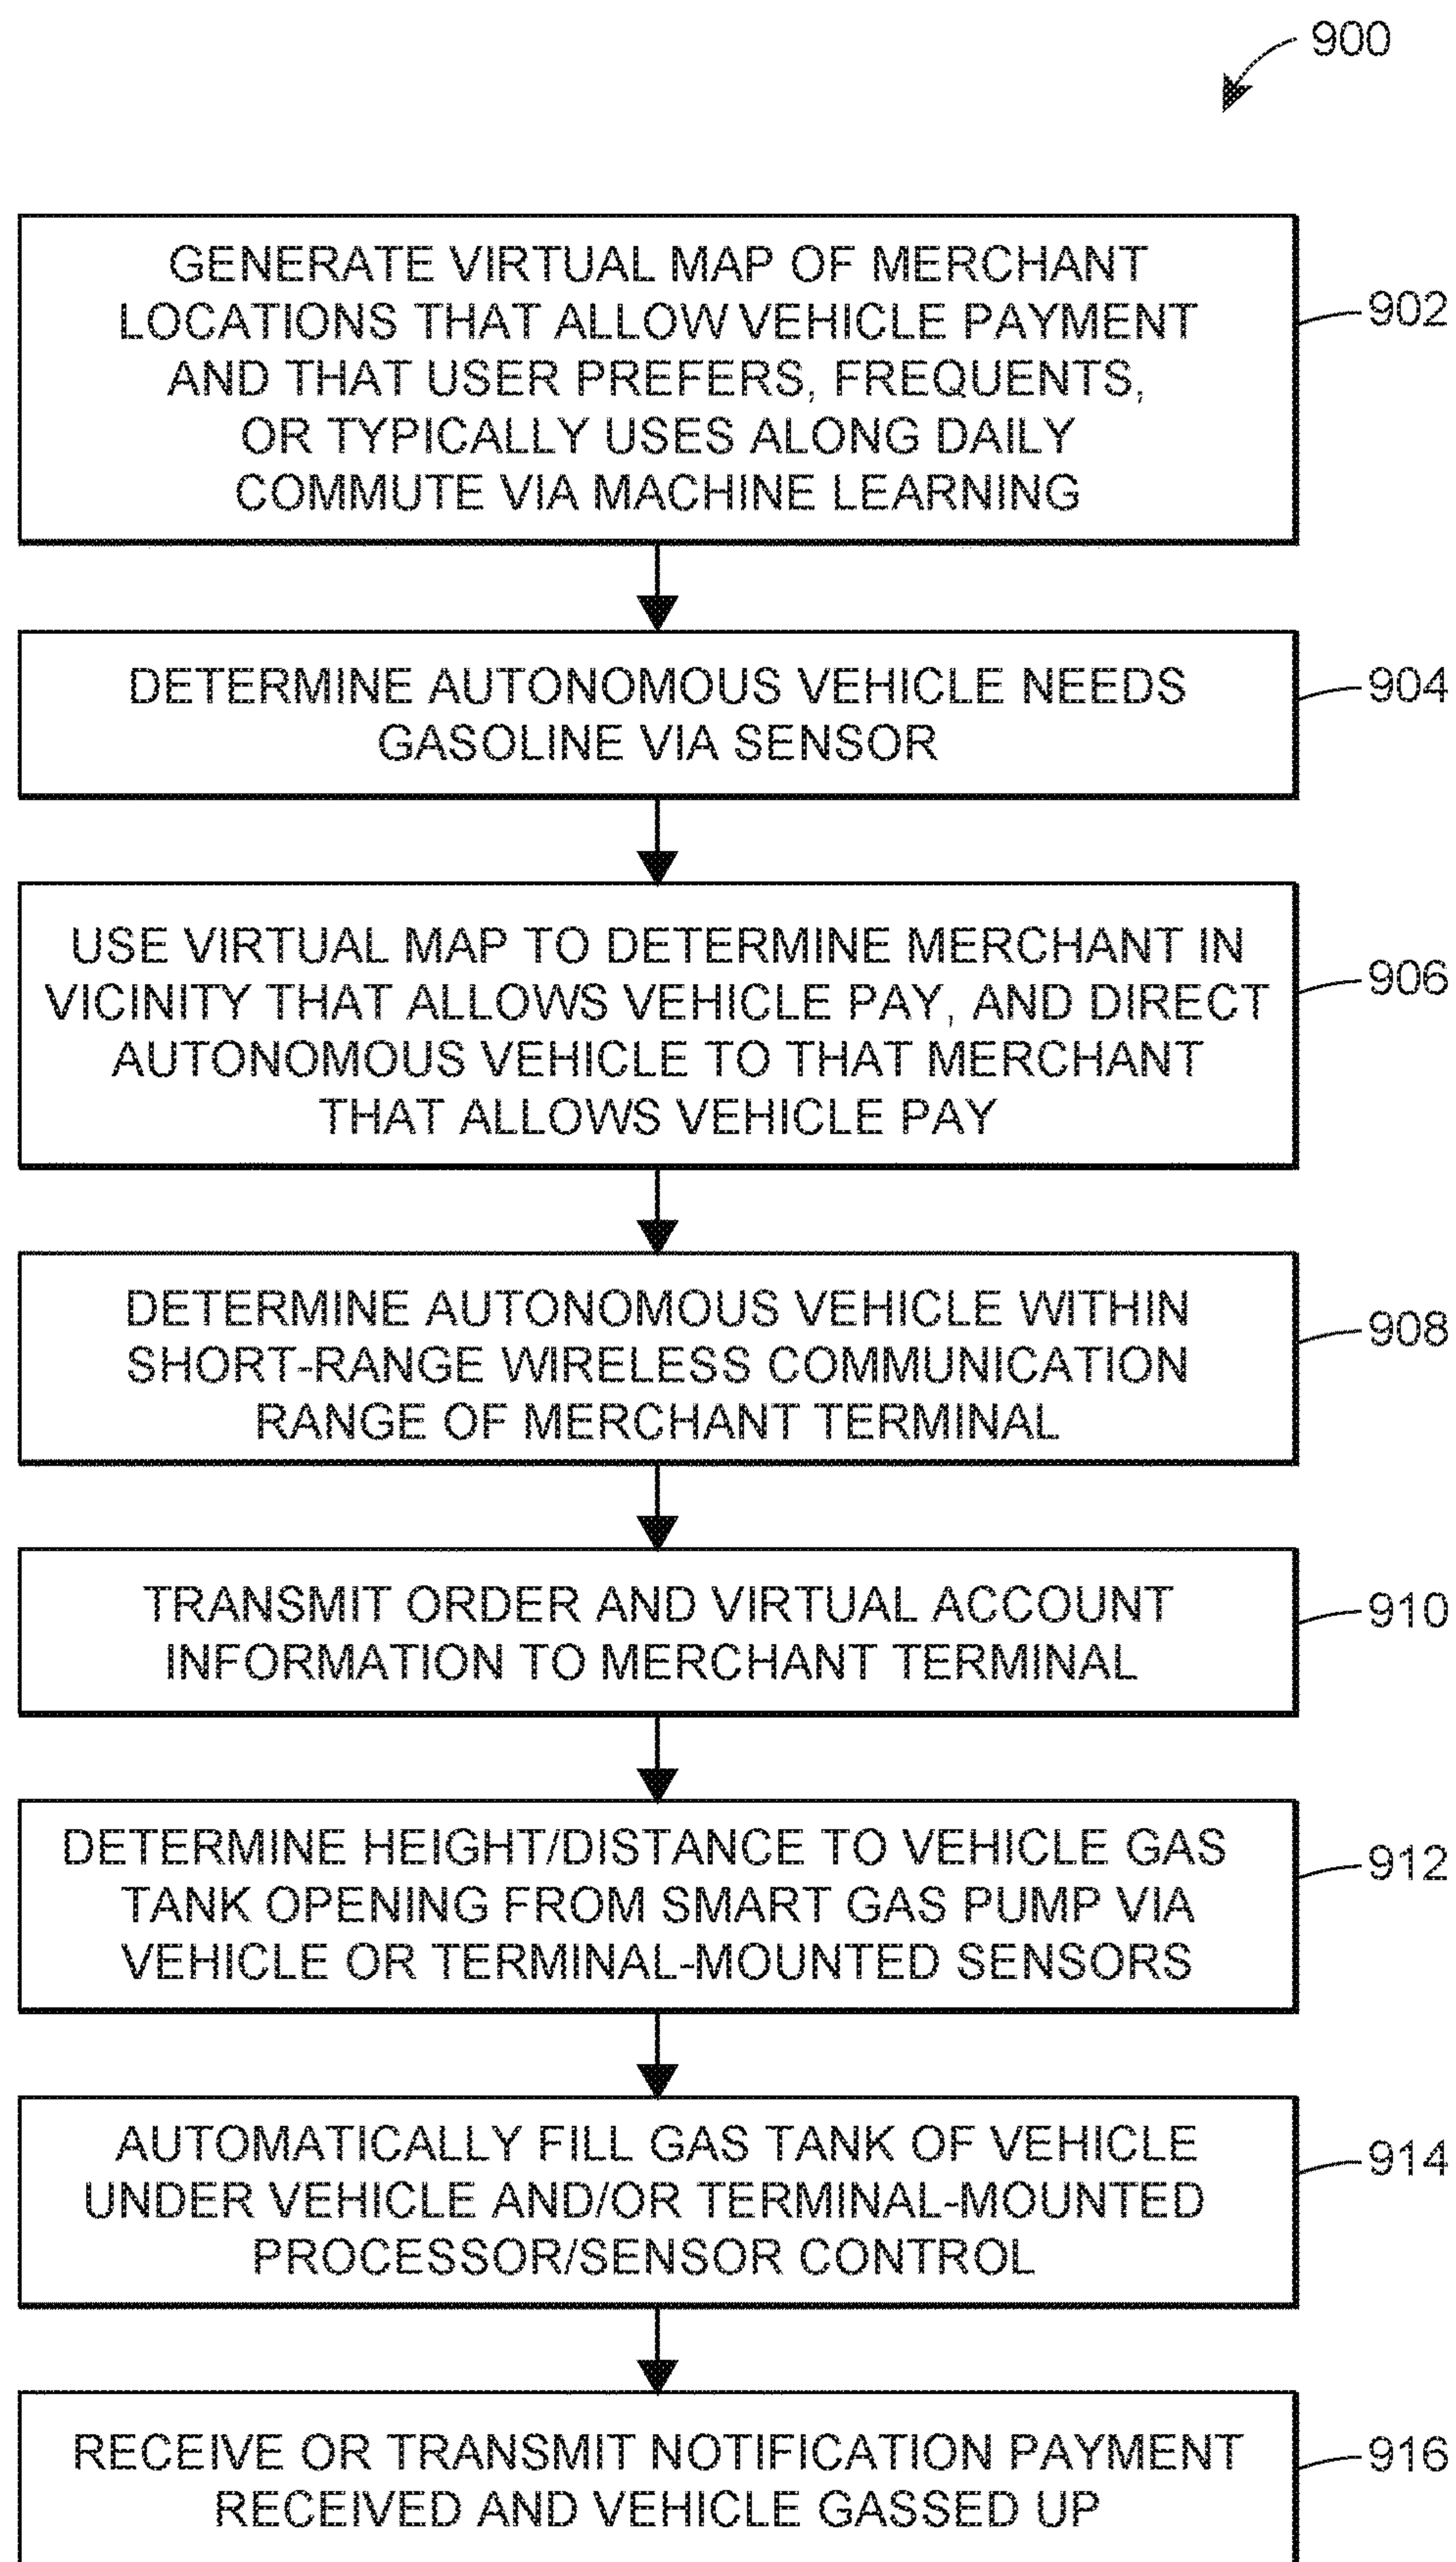 900
GENERATE VIRTUAL MAP OF MERCHANT
LOCATIONS THAT ALLOW VEHICLE PAYMENT
AND THAT USER PREFERS, FREQUENTS,
OR TYPICALLY USES ALONG DAILY
COMMUTE VIA MACHINE LEARNING
902
DETERMINE AUTONOMOUS VEHICLE NEEDS
GASOLINE VIA SENSOR
904
USE VIRTUAL MAP TO DETERMINE MERCHANT IN
VICINITY THAT ALLOWS VEHICLE PAY, AND DIRECT
AUTONOMOUS VEHICLE TO THAT MERCHANT
THAT ALLOWS VEHICLE PAY
906
DETERMINE AUTONOMOUS VEHICLE WITHIN
SHORT-RANGE WIRELESS COMMUNICATION
RANGE OF MERCHANT TERMINAL
908
TRANSMIT ORDER AND VIRTUAL ACCOUNT
INFORMATION TO MERCHANT TERMINAL
910
DETERMINE HEIGHT/DISTANCE TO VEHICLE GAS
TANK OPENING FROM SMART GAS PUMP VIA
VEHICLE OR TERMINAL-MOUNTED SENSORS
912
AUTOMATICALLY FILL GAS TANK OF VEHICLE
UNDER VEHICLE AND/OR TERMINAL-MOUNTED
PROCESSOR/SENSOR CONTROL
914
RECEIVE OR TRANSMIT NOTIFICATION PAYMENT
RECEIVED AND VEHICLE GASSED UP
916